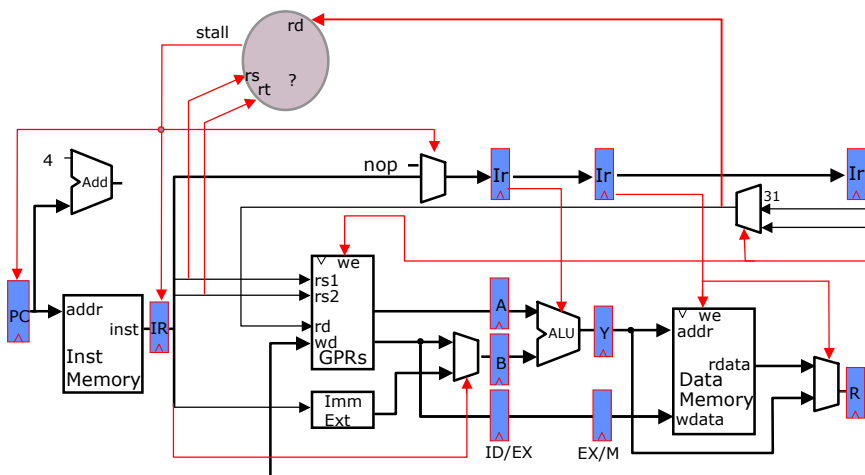 stall
rd
rs
rt
?
4
Add
nop
Ir
Ir
Ir
31
we
rs1
rs2
rd
wd
GPRs
A
B
ALU
Y
we
addr
rdata
Data
Memory
wdata
R
PC
addr
inst
Inst
Memory
IR
Imm
Ext
ID/EX
EX/M